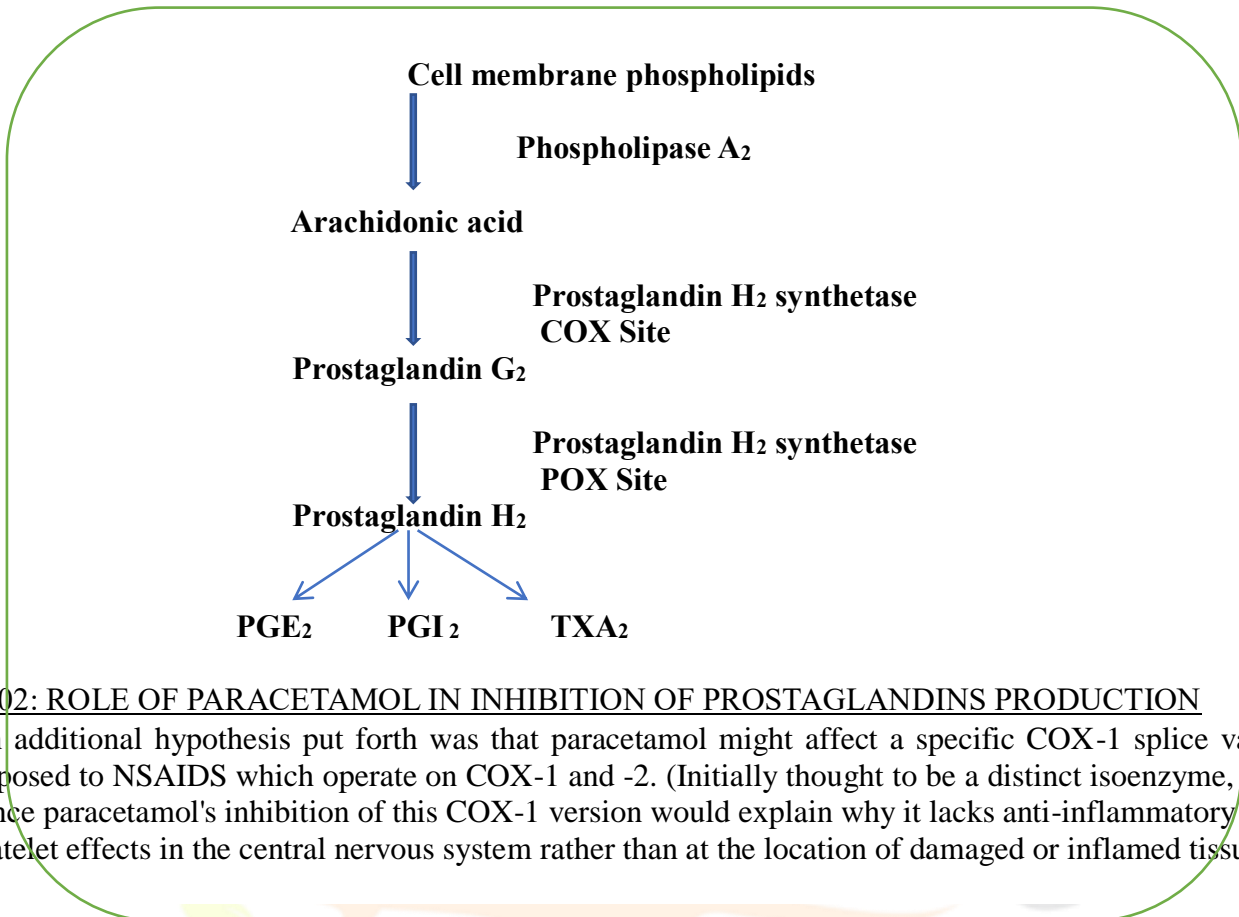 Cell membrane phospholipids
Phospholipase A₂
Arachidonic acid
Prostaglandin H₂ synthetase
COX Site
Prostaglandin G₂
Prostaglandin H₂ synthetase
POX Site
Prostaglandin H₂
PGE₂ PGI₂ TXA₂
02: ROLE OF PARACETAMOL IN INHIBITION OF PROSTAGLANDINS PRODUCTION
additional hypothesis put forth was that paracetamol might affect a specific COX-1 splice
posed to NSAIDS which operate on COX-1 and -2. (Initially thought to be a distinct isoenzyme,
nce paracetamol's inhibition of this COX-1 version would explain why it lacks anti-inflammatory
telet effects in the central nervous system rather than at the location of damaged or inflamed tissu